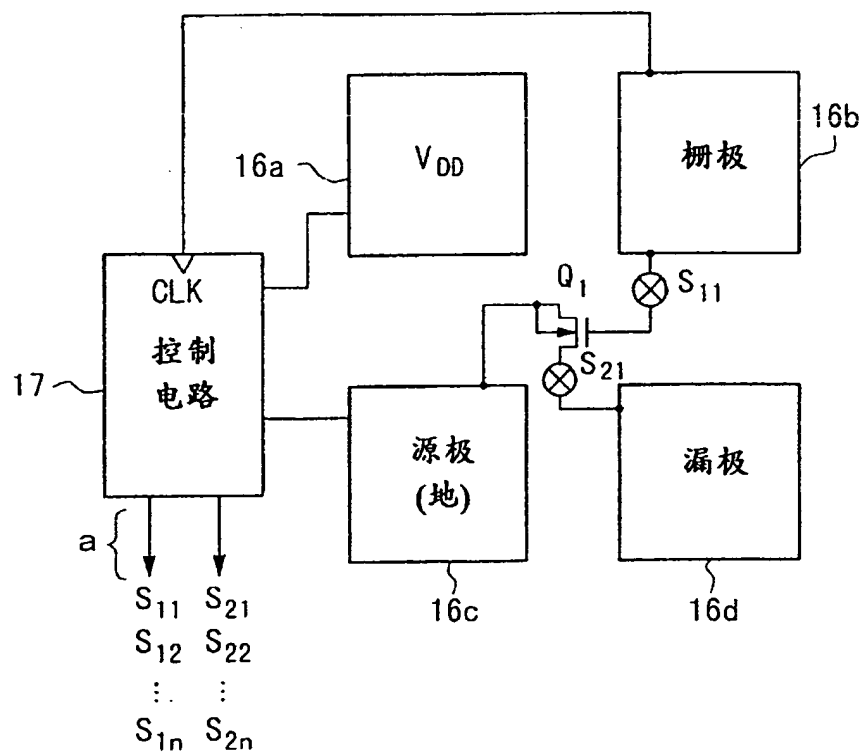 16a
V_DD
栅极
16b
CLK
控制
电路
17
Q₁
S₁₁
S₂₁
源极
(地)
漏极
a
16c
16d
S₁₁ S₂₁
S₁₂ S₂₂
⋮ ⋮
S₁ₙ S₂ₙ